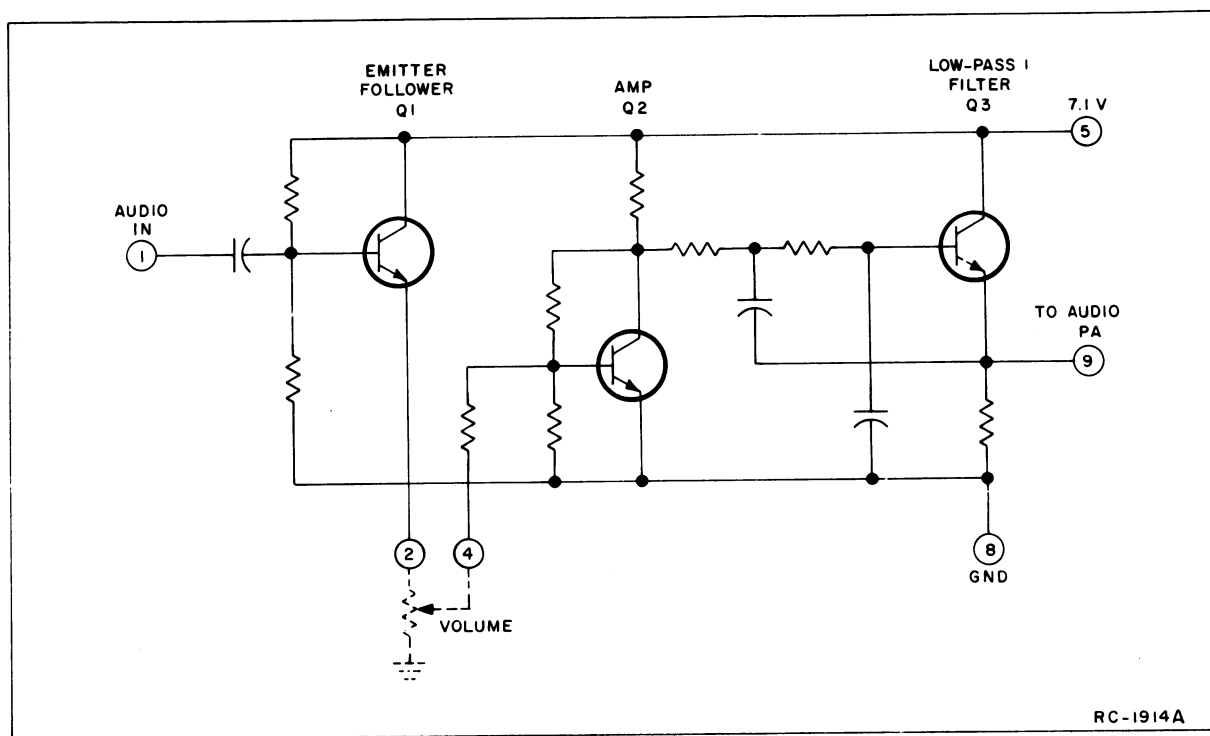 EMITTER
FOLLOWER
Q1
AMP
Q2
LOW-PASS I
FILTER
Q3
7.1 V
5
AUDIO
IN
1
TO AUDIO
PA
9
2
4
8
GND
VOLUME
RC-1914A